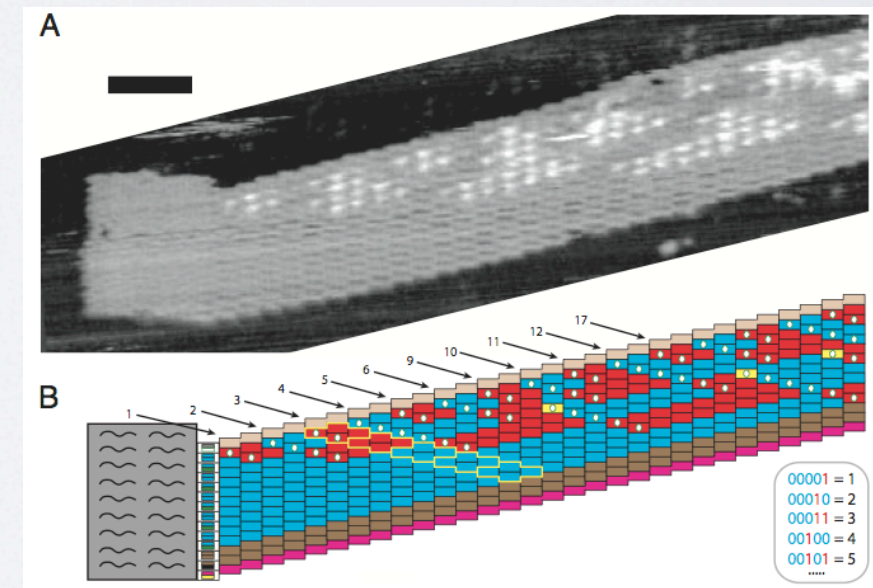 A
B
1
2
3
4
5
6
9
10
11
12
17
00001 = 1
00010 = 2
00011 = 3
00100 = 4
00101 = 5
.....